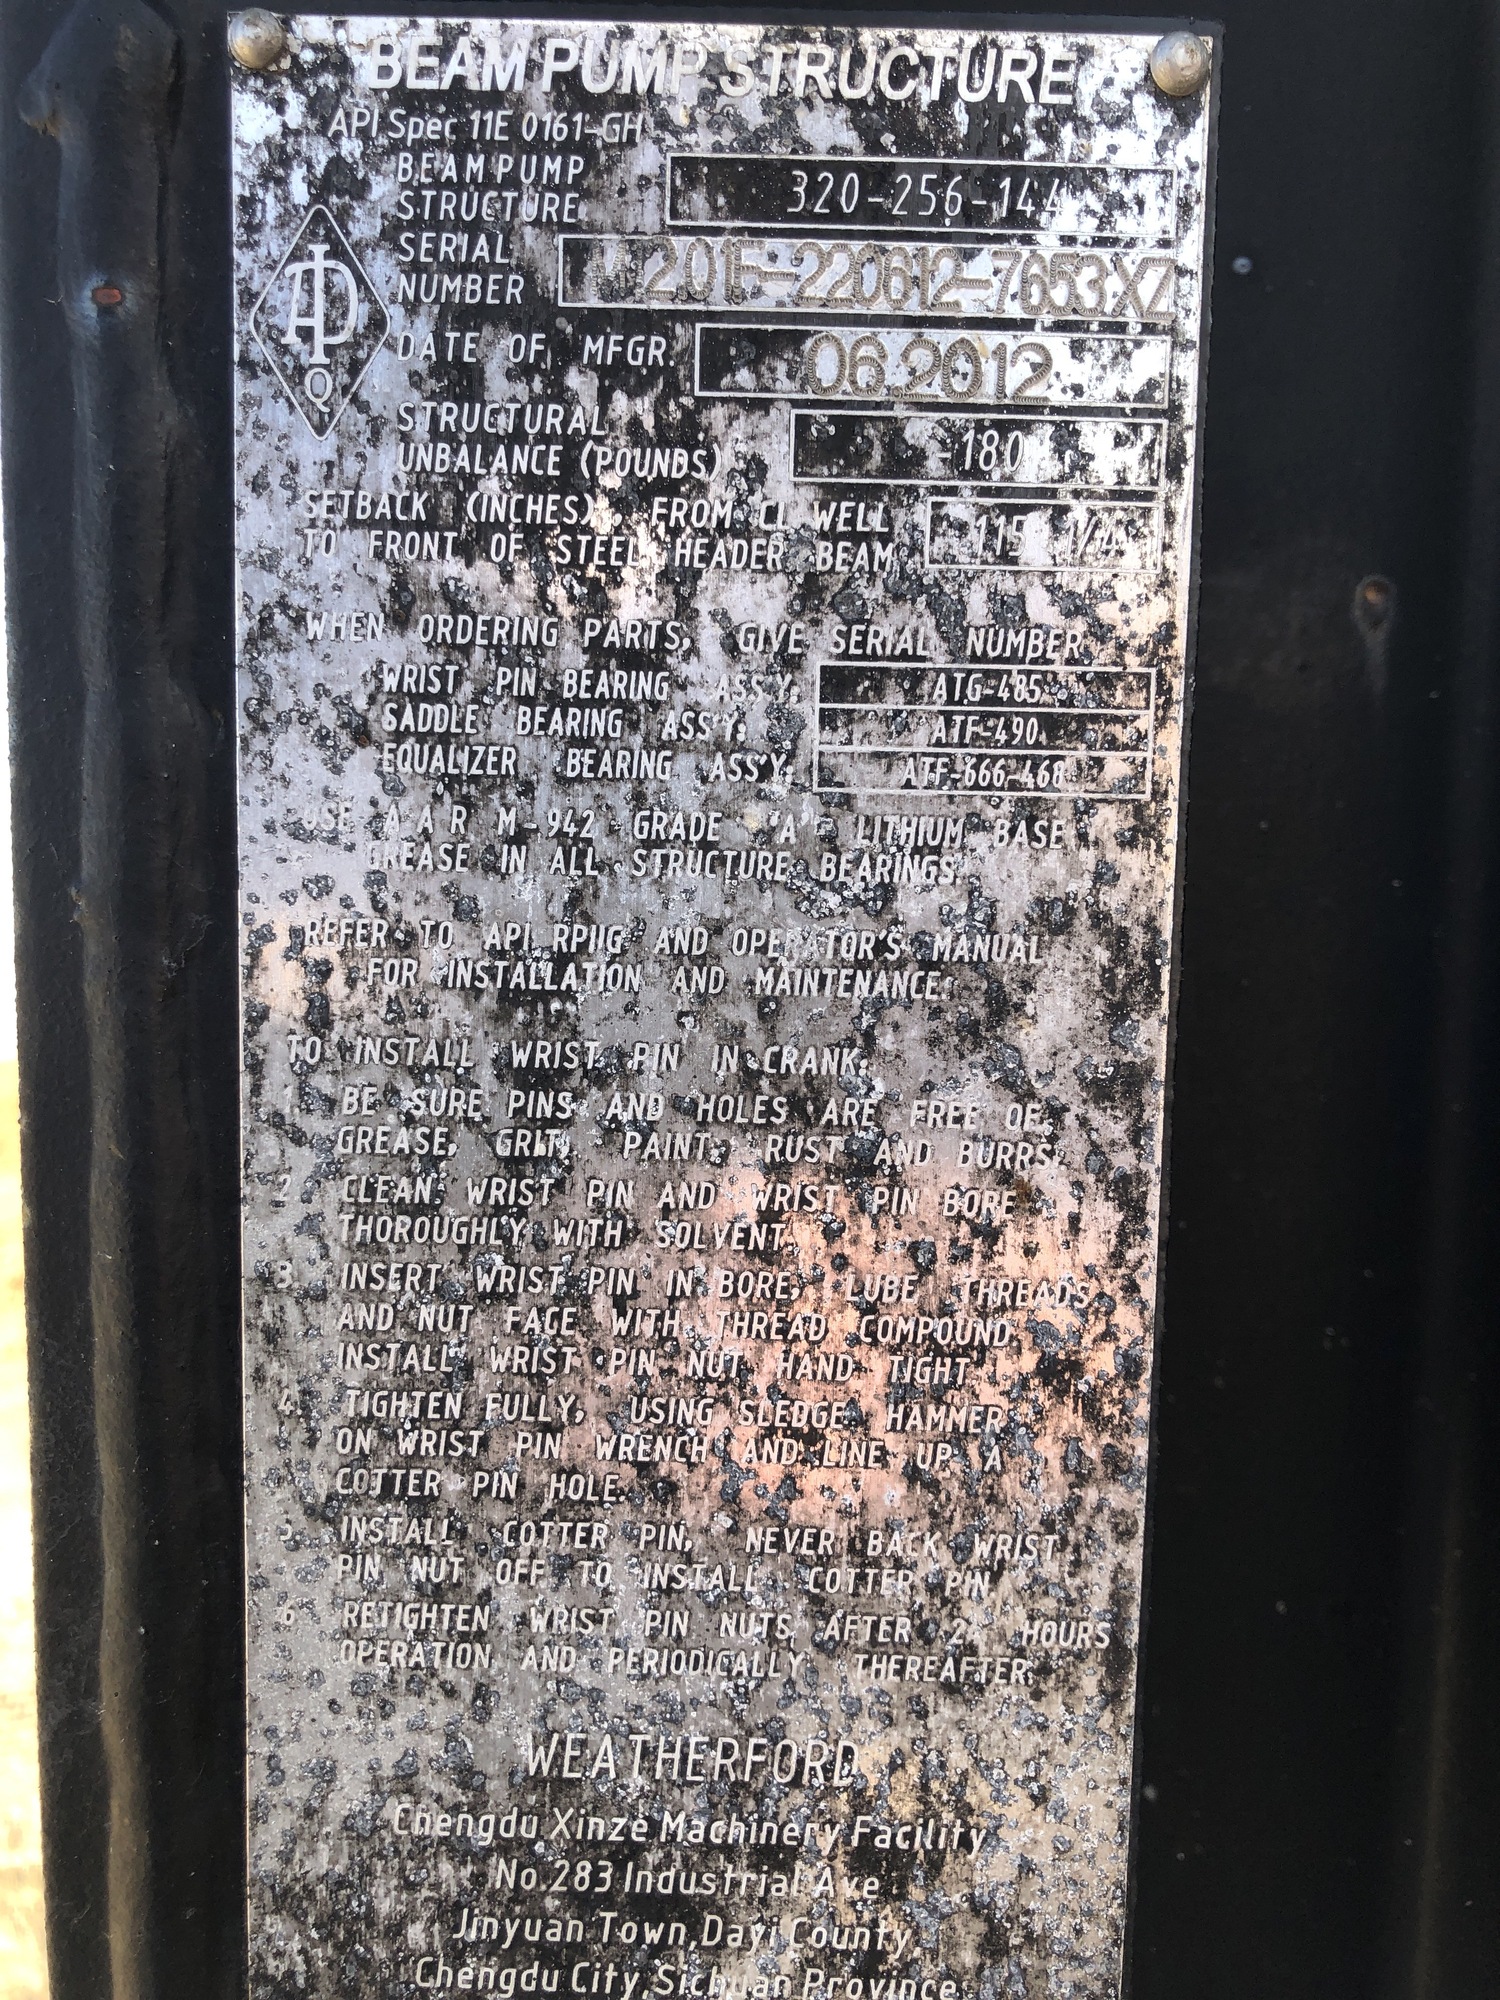 BEAM PUMP STRUCTURE
API Spec 11E 0161-GH
BEAM PUMP
STRUCTURE
320-256-144
SERIAL
NUMBER
201F-220612-7653XZ
DATE OF MFGR.
06.2012
STRUCTURAL
UNBALANCE (POUNDS)
-180
SETBACK (INCHES), FROM CL WELL
TO FRONT OF STEEL HEADER BEAM
115 1/4
WHEN ORDERING PARTS, GIVE SERIAL NUMBER
WRIST PIN BEARING ASS'Y. ATG-485
SADDLE BEARING ASS'Y. ATF-490
EQUALIZER BEARING ASS'Y. ATF-666-468
USE A A R M-942 GRADE "A" LITHIUM BASE
GREASE IN ALL STRUCTURE BEARINGS
REFER TO API RP11G AND OPERATOR'S MANUAL
FOR INSTALLATION AND MAINTENANCE.
TO INSTALL WRIST PIN IN CRANK:
1. BE SURE PINS AND HOLES ARE FREE OF
GREASE, GRIT, PAINT, RUST AND BURRS.
2. CLEAN WRIST PIN AND WRIST PIN BORE
THOROUGHLY WITH SOLVENT.
3. INSERT WRIST PIN IN BORE, LUBE THREADS
AND NUT FACE WITH THREAD COMPOUND
INSTALL WRIST PIN NUT HAND TIGHT
4. TIGHTEN FULLY, USING SLEDGE HAMMER
ON WRIST PIN WRENCH AND LINE UP A
COTTER PIN HOLE.
5. INSTALL COTTER PIN, NEVER BACK WRIST
PIN NUT OFF TO INSTALL COTTER PIN
6. RETIGHTEN WRIST PIN NUTS AFTER 24 HOURS
OPERATION AND PERIODICALLY THEREAFTER.
WEATHERFORD
Chengdu Xinze Machinery Facility
No.283 Industrial Ave
Jinyuan Town, Dayi County,
Chengdu City, Sichuan Province